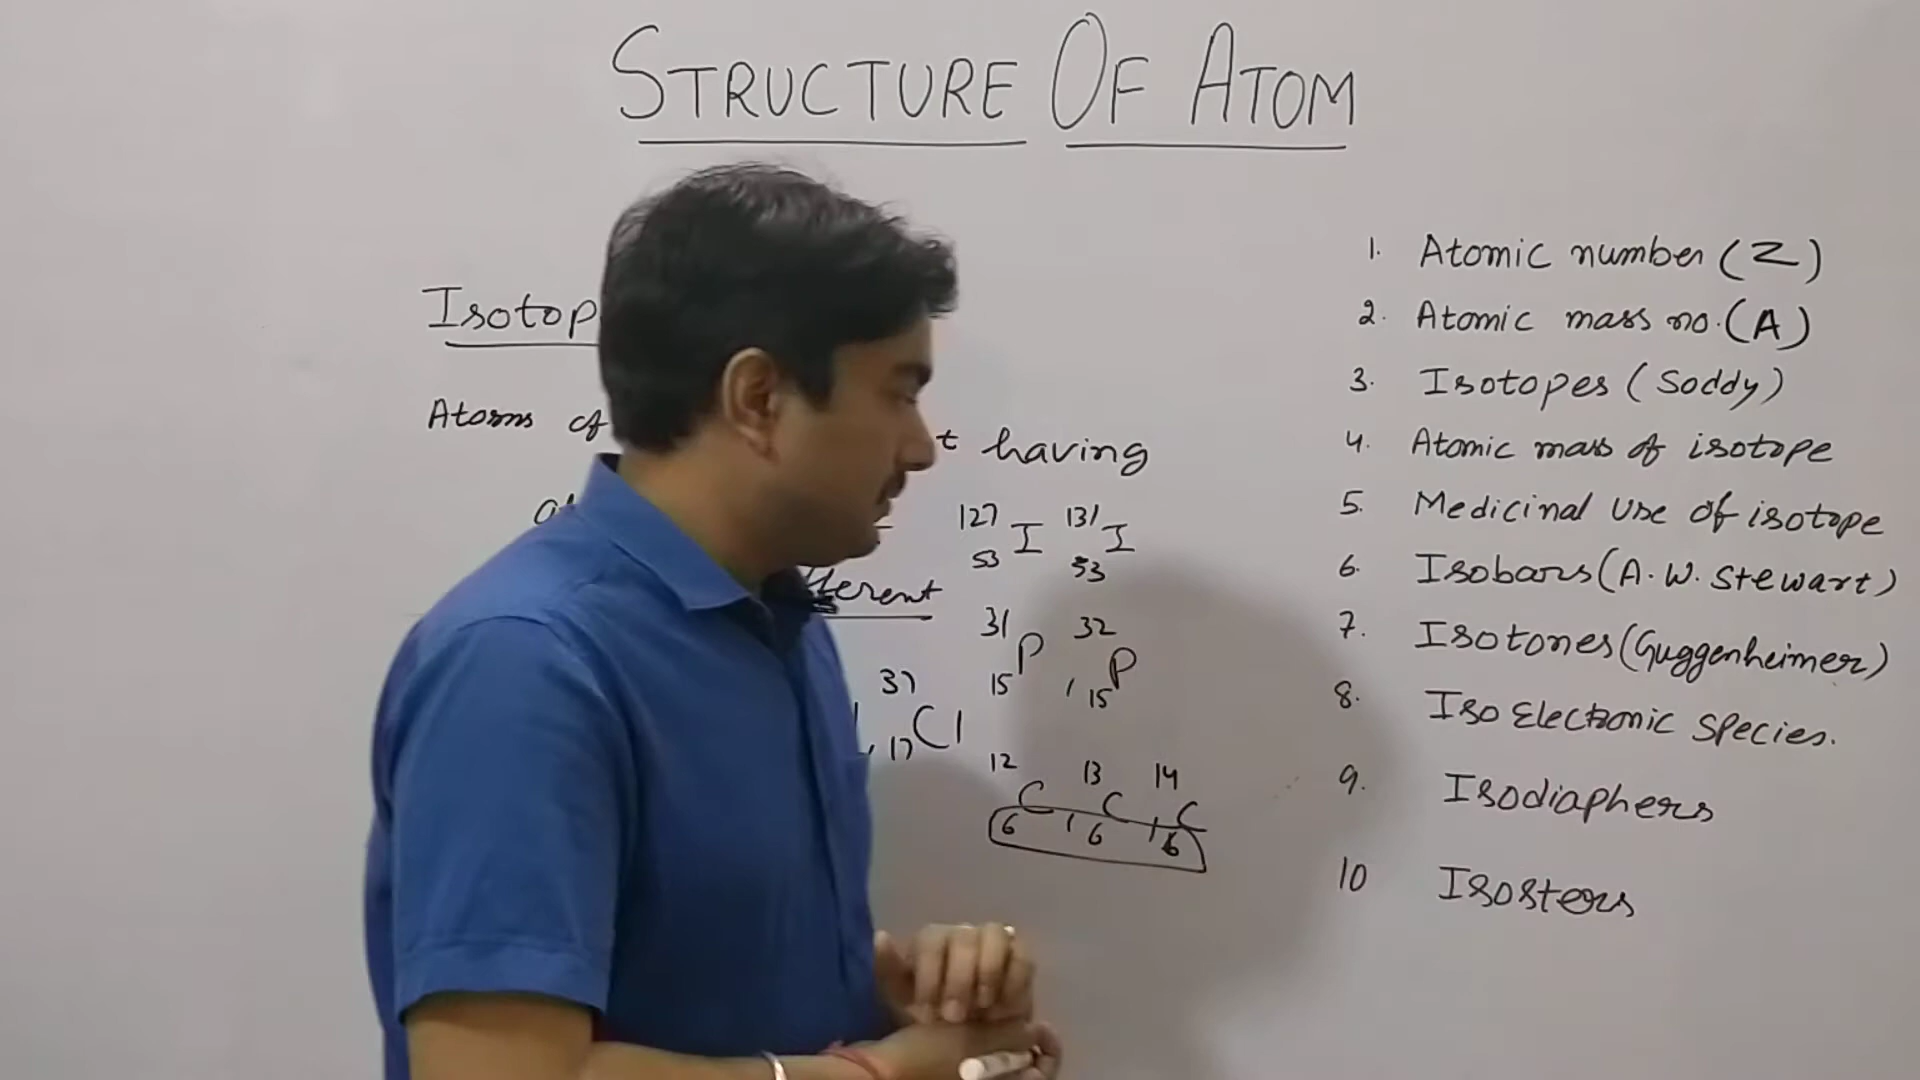 STRUCTURE OF ATOM
Isotop
Atoms of t having
127 I 131 I
53 53
fferent
31 P 32 P
15 , 15
37 Cl
, 17
12 C 13 C 14 C
6 , 6 , 6
1. Atomic number (Z)
2. Atomic mass no. (A)
3. Isotopes (Soddy)
4. Atomic mass of isotope
5. Medicinal use of isotope
6. Isobars (A. W. Stewart)
7. Isotones (Guggenheimer)
8. Iso Electronic Species.
9. Isodiaphers
10 Isosters